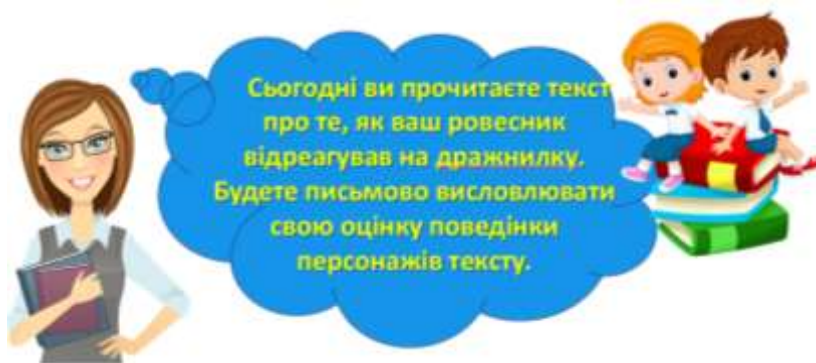 Сьогодні ви прочитаєте текст
про те, як ваш ровесник
відреагував на дражнилку.
Будете письмово висловлювати
свою оцінку поведінки
персонажів тексту.